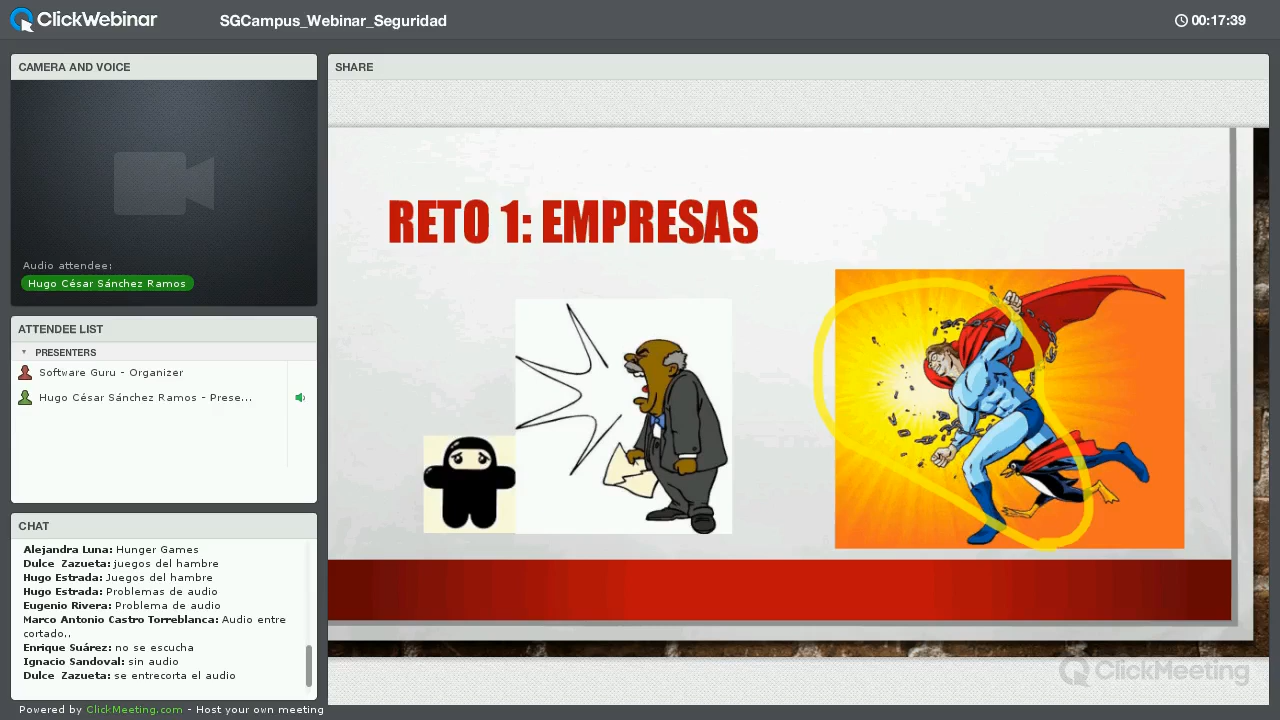 ClickWebinar
SGCampus_Webinar_Seguridad
00:17:39
CAMERA AND VOICE
Audio attendee:
Hugo César Sánchez Ramos
ATTENDEE LIST
PRESENTERS
Software Guru - Organizer
Hugo César Sánchez Ramos - Prese...
CHAT
Alejandra Luna: Hunger Games
Dulce Zazueta: juegos del hambre
Hugo Estrada: Juegos del hambre
Hugo Estrada: Problemas de audio
Eugenio Rivera: Problema de audio
Marco Antonio Castro Torreblanca: Audio entre
cortado,.
Enrique Suárez: no se escucha
Ignacio Sandoval: sin audio
Dulce Zazueta: se entrecorta el audio
Powered by ClickMeeting.com - Host your own meeting
SHARE
RETO 1: EMPRESAS
ClickMeeting